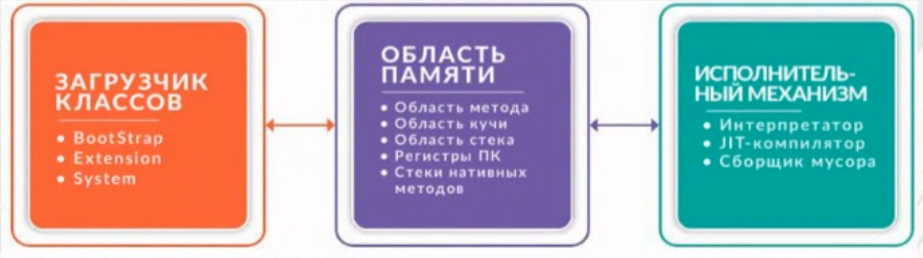 ЗАГРУЗЧИК
КЛАССОВ
• BootStrap
• Extension
• System
ОБЛАСТЬ
ПАМЯТИ
• Область метода
• Область кучи
• Область стека
• Регистры ПК
• Стеки нативных
методов
ИСПОЛНИТЕЛЬ-
НЫЙ МЕХАНИЗМ
• Интерпретатор
• JIT-компилятор
• Сборщик мусора